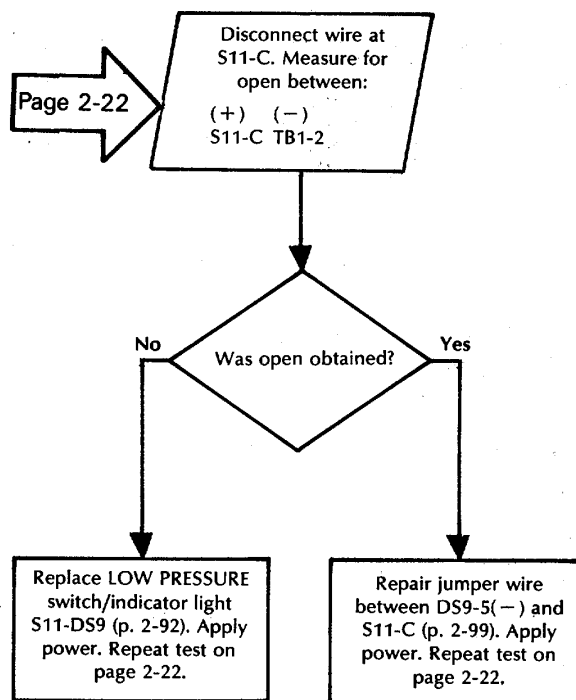 Disconnect wire at
S11-C. Measure for
open between:
(+) (−)
S11-C TB1-2
Page 2-22
Was open obtained?
No
Yes
Replace LOW PRESSURE
switch/indicator light
S11-DS9 (p. 2-92). Apply
power. Repeat test on
page 2-22.
Repair jumper wire
between DS9-5(−) and
S11-C (p. 2-99). Apply
power. Repeat test on
page 2-22.